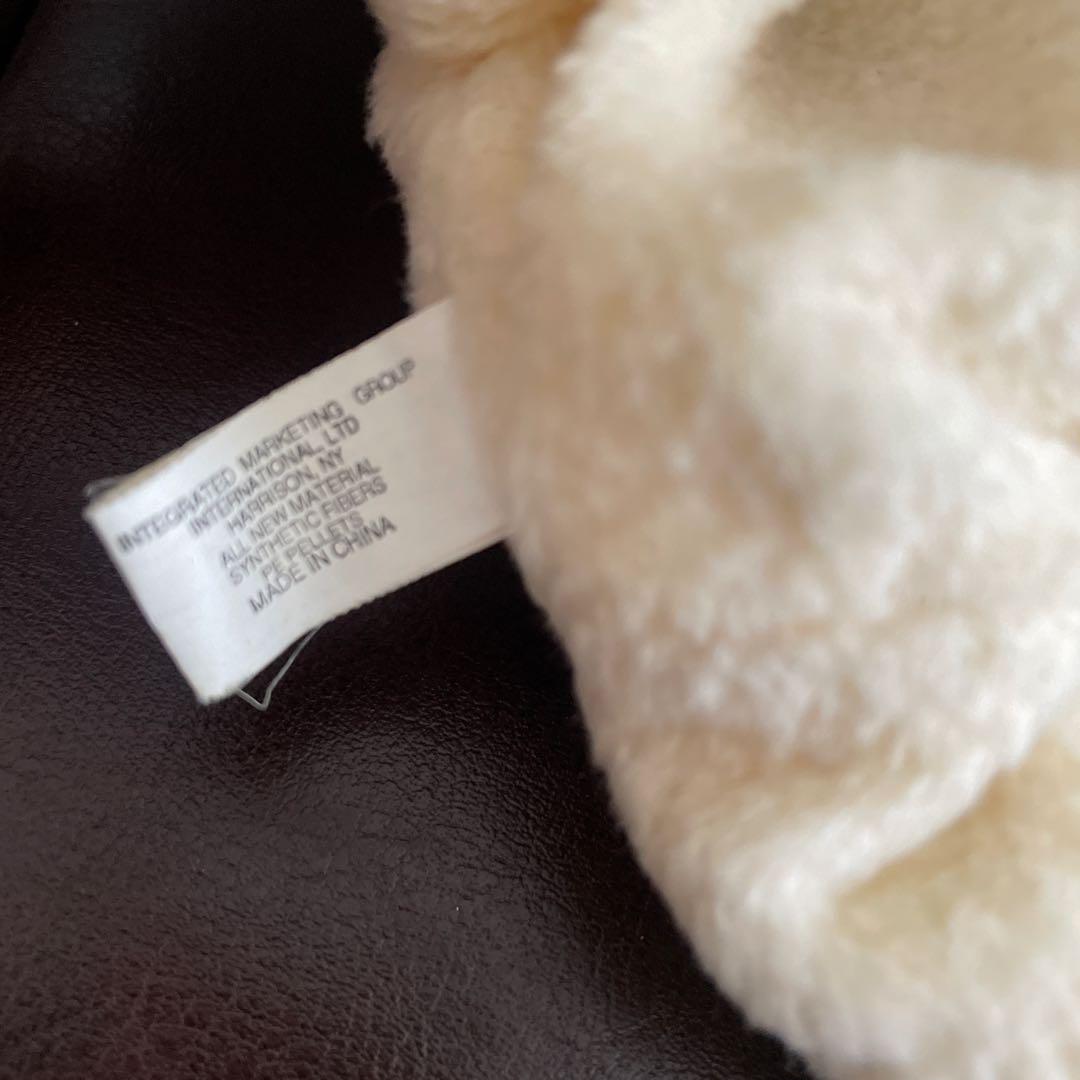 INTEGRATED MARKETING GROUP
INTERNATIONAL, LTD
HARRISON, NY
ALL NEW MATERIAL
SYNTHETIC FIBERS
PE PELLETS
MADE IN CHINA